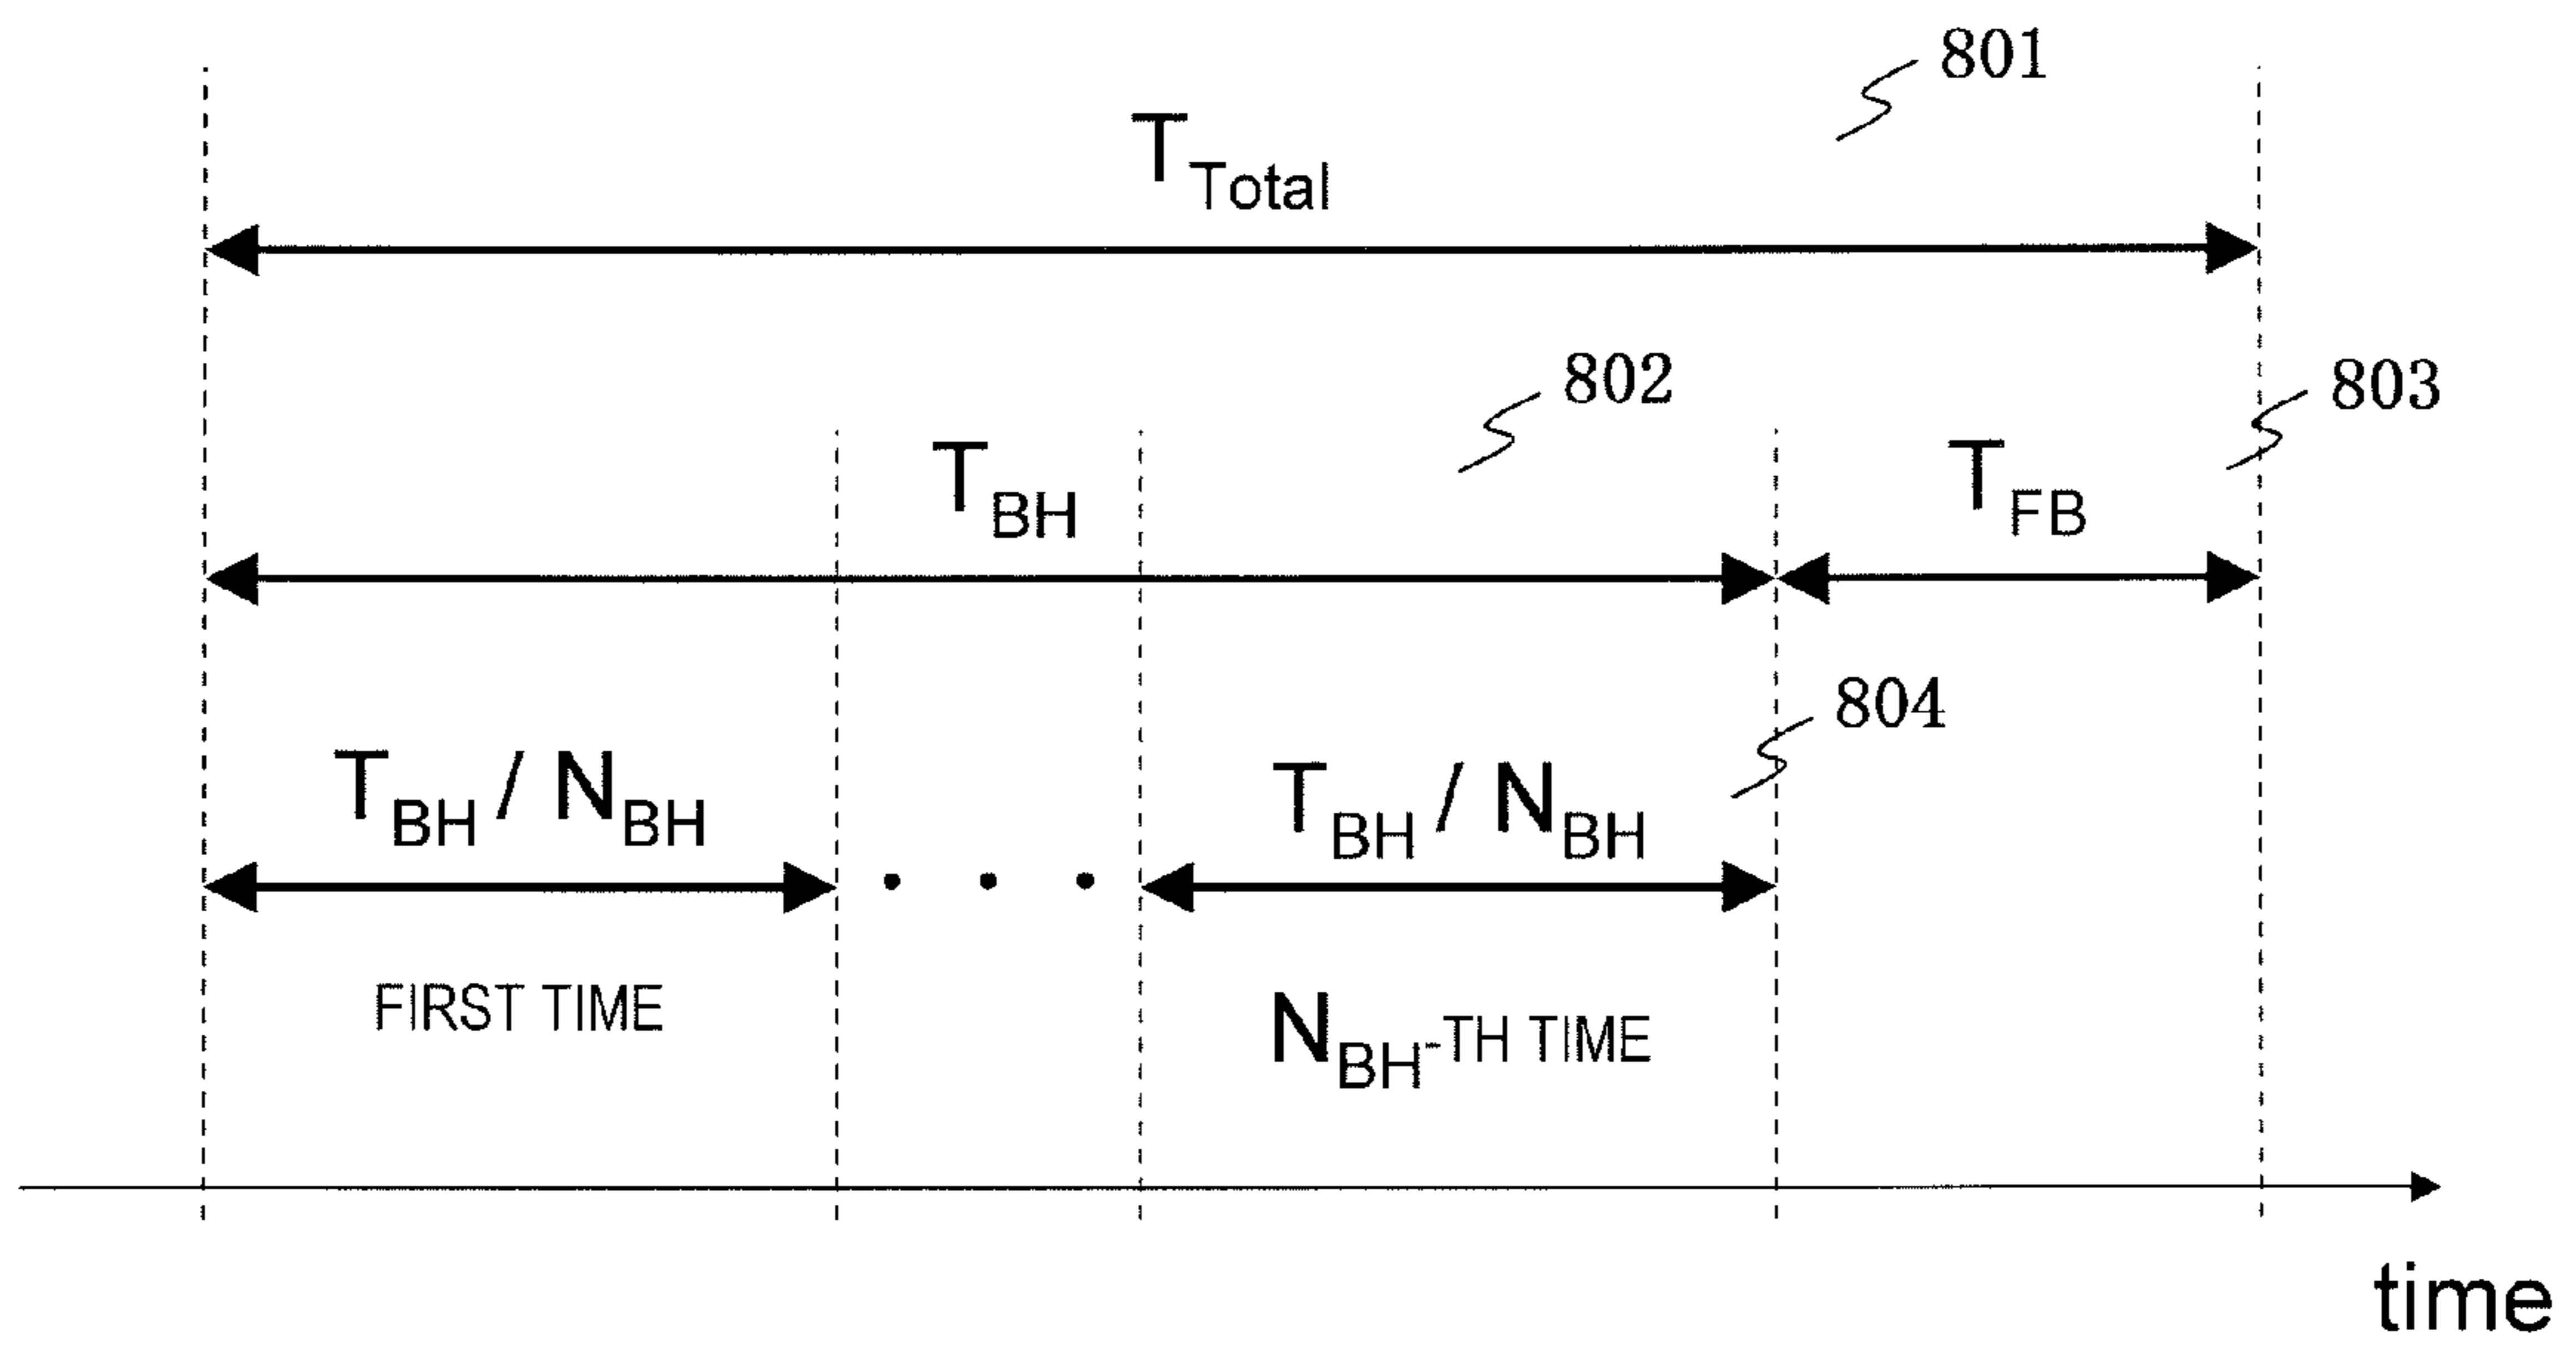 801
T_Total
802
803
T_BH
T_FB
804
T_BH / N_BH
T_BH / N_BH
FIRST TIME
N_BH-TH TIME
time